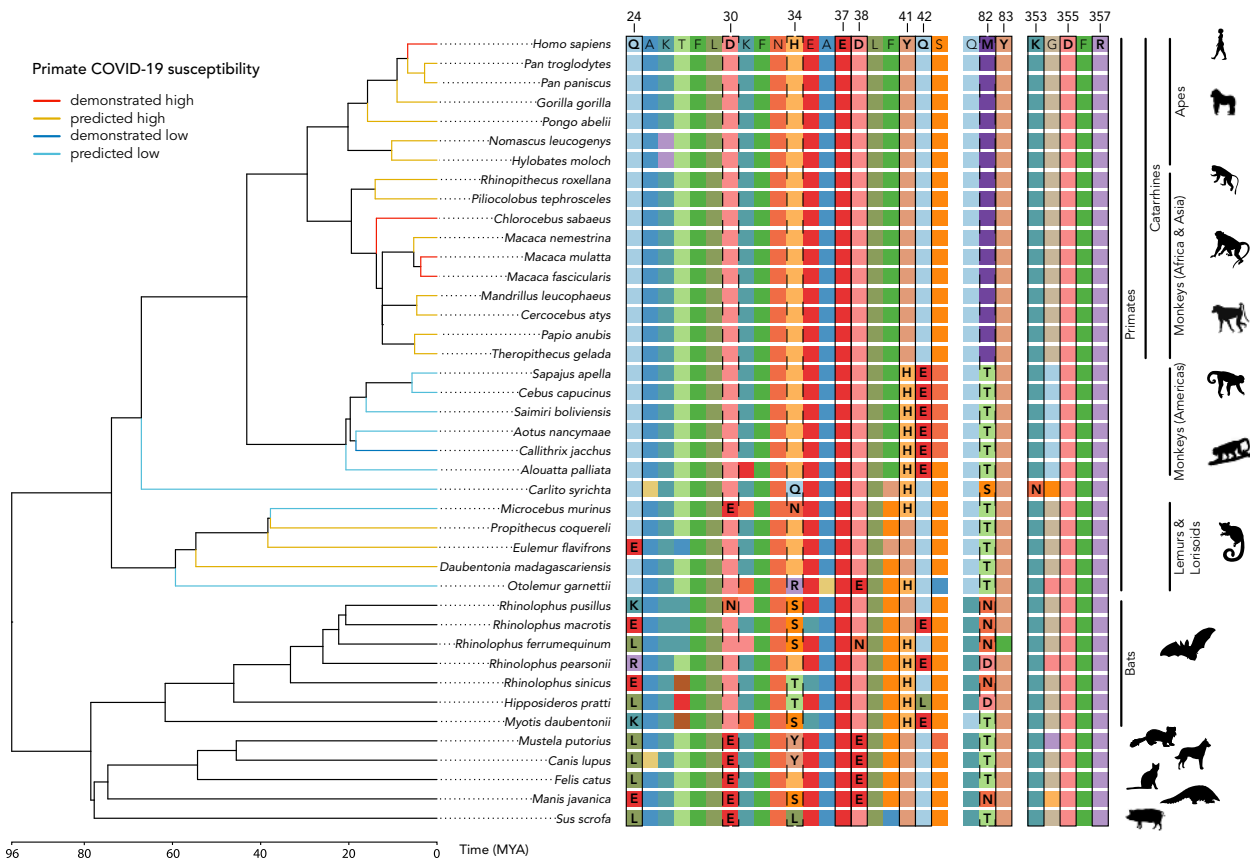 24 30 34 37 38 41 42 82 83 353 355 357
Homo sapiens Q A K T F L D K F N H E A E D L F Y Q S Q M Y K G D F R
Primate COVID-19 susceptibility
demonstrated high
predicted high
demonstrated low
predicted low
Pan troglodytes
Pan paniscus
Gorilla gorilla
Pongo abelii
Nomascus leucogenys
Hylobates moloch
Rhinopithecus roxellana
Piliocolobus tephrosceles
Chlorocebus sabaeus
Macaca nemestrina
Macaca mulatta
Macaca fascicularis
Mandrillus leucophaeus
Cercocebus atys
Papio anubis
Theropithecus gelada
Sapajus apella H E T
Cebus capucinus H E T
Saimiri boliviensis H E T
Aotus nancymaae H E T
Callithrix jacchus H E T
Alouatta palliata H E T
Carlito syrichta Q H S N
Microcebus murinus E N H T
Propithecus coquereli T
Eulemur flavifrons E T
Daubentonia madagascariensis T
Otolemur garnettii R E H T
Rhinolophus pusillus K N S N
Rhinolophus macrotis E S E N
Rhinolophus ferrumequinum L S N H N
Rhinolophus pearsonii R H E D
Rhinolophus sinicus E T H N
Hipposideros pratti L T H L D
Myotis daubentonii K S H E T
Mustela putorius L E Y E T
Canis lupus L E Y E T
Felis catus L E E T
Manis javanica E E S E N
Sus scrofa L E L T
Primates
Catarrhines
Apes
Monkeys (Africa & Asia)
Monkeys (Americas)
Lemurs &
Lorisoids
Bats
96 80 60 40 20 0 Time (MYA)